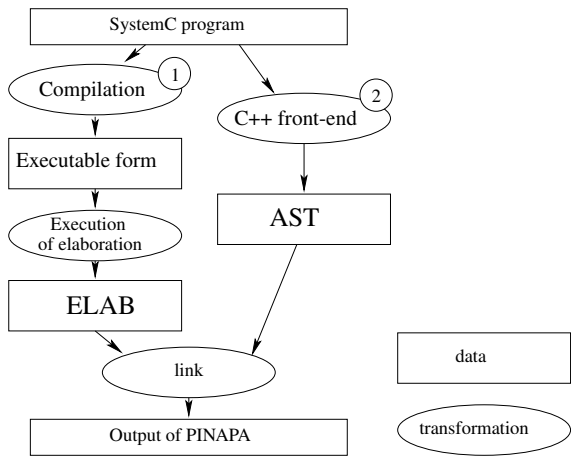 SystemC program
1
Compilation
2
C++ front-end
Executable form
Execution
of elaboration
AST
ELAB
link
data
Output of PINAPA
transformation